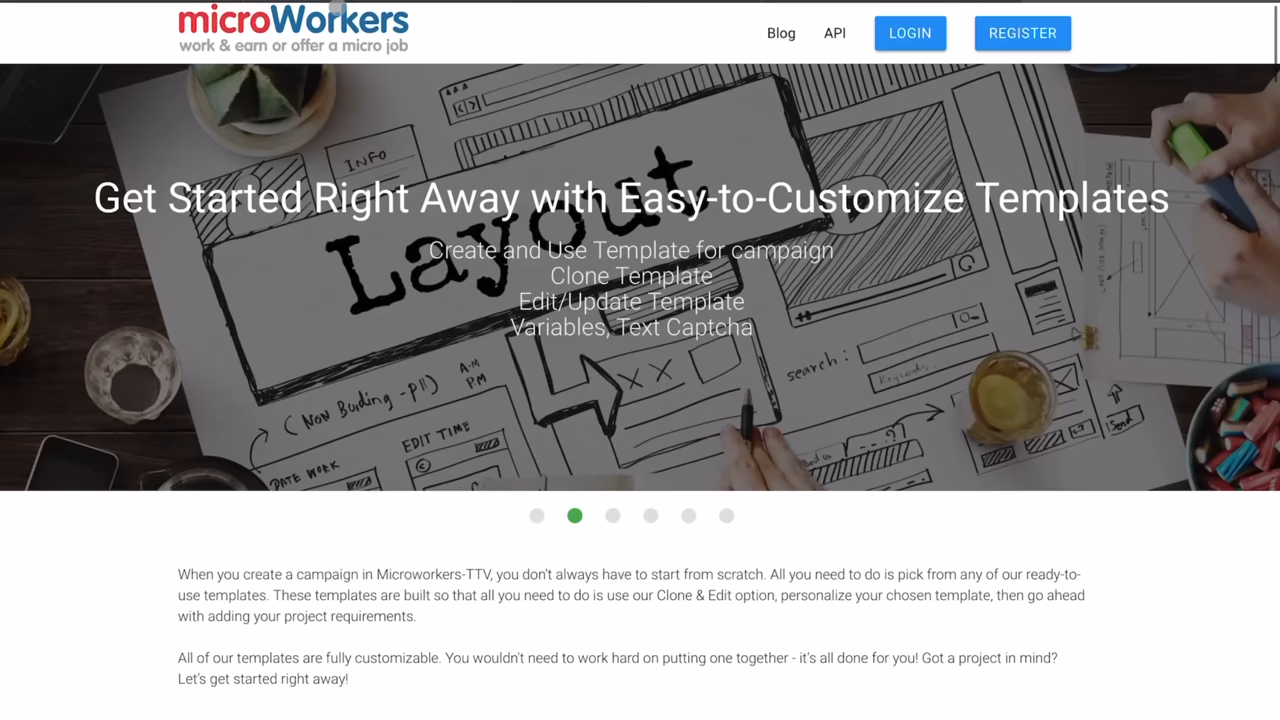 microWorkers
work & earn or offer a micro job
Blog
API
LOGIN
REGISTER
INFO
Layout
Get Started Right Away with Easy-to-Customize Templates
Create and Use Template for campaign
Clone Template
Edit/Update Template
Variables, Text Captcha
search:
Keywords...
A.M
P.M
EDIT TIME
DATE WORK
Send
When you create a campaign in Microworkers-TTV, you don't always have to start from scratch. All you need to do is pick from any of our ready-to-
use templates. These templates are built so that all you need to do is use our Clone & Edit option, personalize your chosen template, then go ahead
with adding your project requirements.
All of our templates are fully customizable. You wouldn't need to work hard on putting one together - it's all done for you! Got a project in mind?
Let's get started right away!